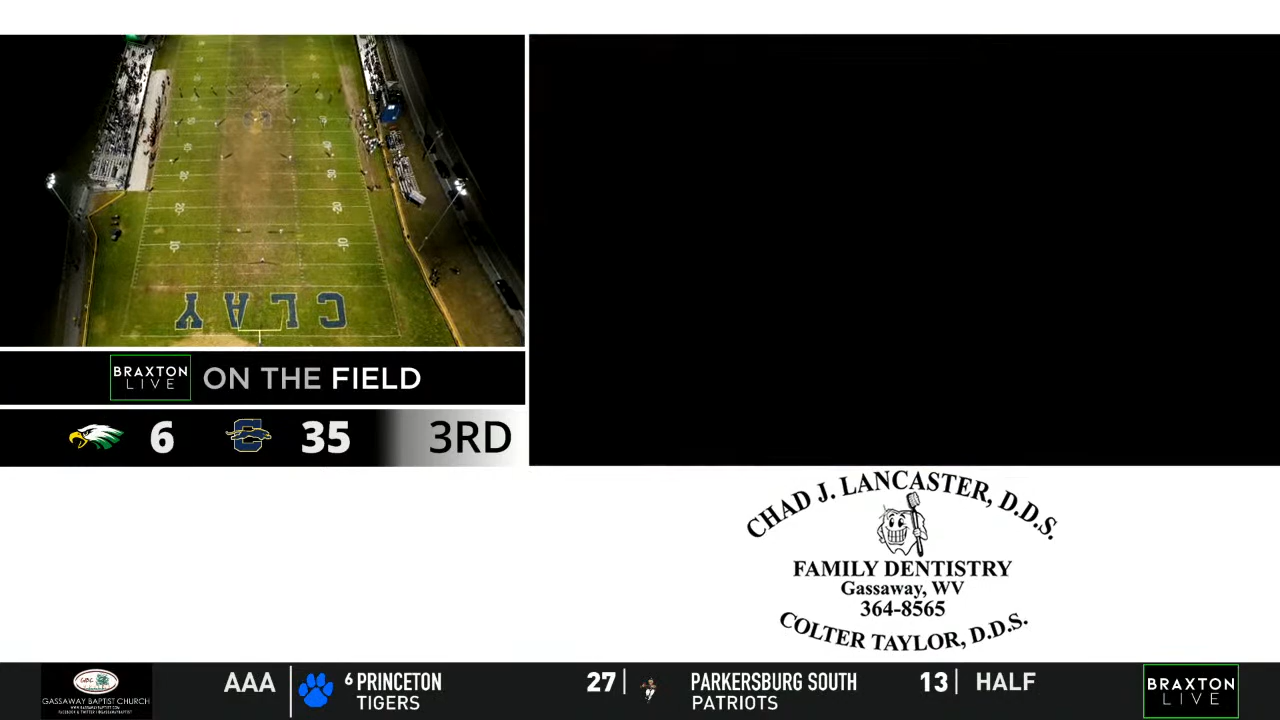 CLAY
BRAXTON
LIVE
ON THE FIELD
6
35
3RD
CHAD J. LANCASTER, D.D.S.
FAMILY DENTISTRY
Gassaway, WV
364-8565
COLTER TAYLOR, D.D.S.
GASSAWAY BAPTIST CHURCH
AAA
6 PRINCETON
TIGERS
27
PARKERSBURG SOUTH
PATRIOTS
13
HALF
BRAXTON
LIVE